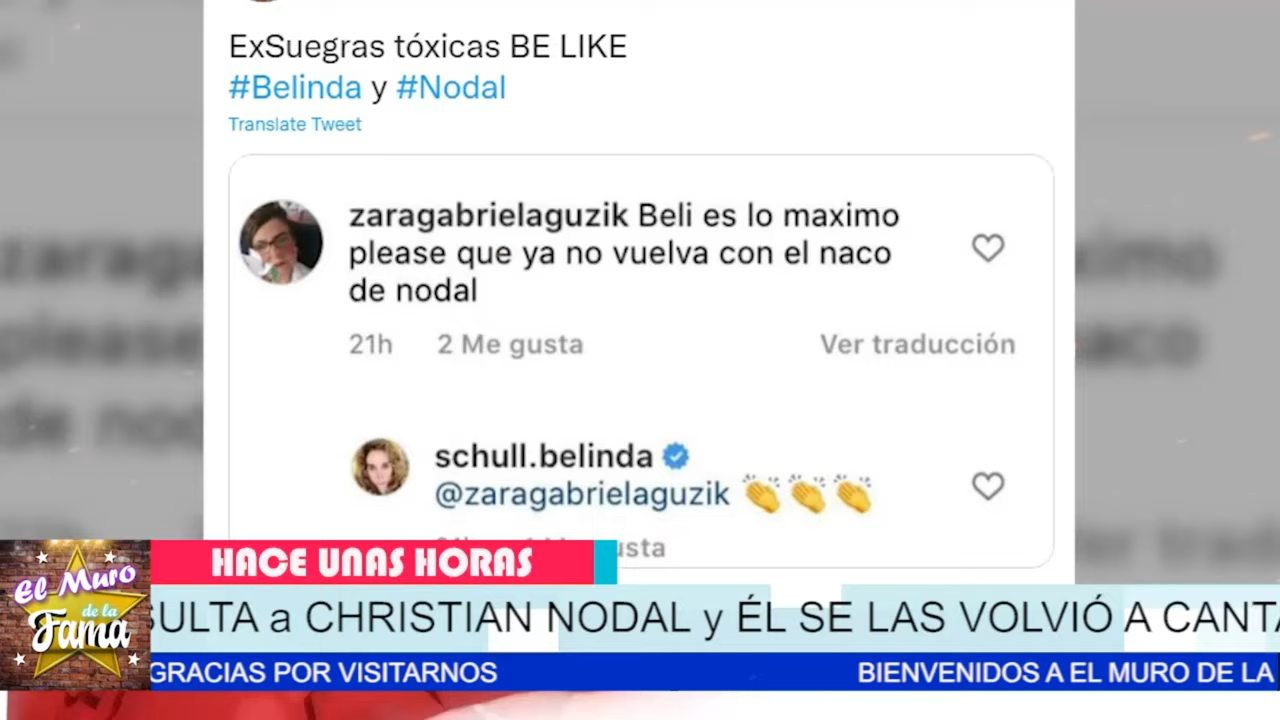 ExSuegras tóxicas BE LIKE
#Belinda y #Nodal
Translate Tweet
zaragabrielaguzik Beli es lo maximo
please que ya no vuelva con el naco
de nodal
21h 2 Me gusta Ver traducción
schull.belinda
@zaragabrielaguzik 👏👏👏
HACE UNAS HORAS
El Muro
de la
Fama
SULTA a CHRISTIAN NODAL y ÉL SE LAS VOLVIÓ A CANTA
GRACIAS POR VISITARNOS BIENVENIDOS A EL MURO DE LA